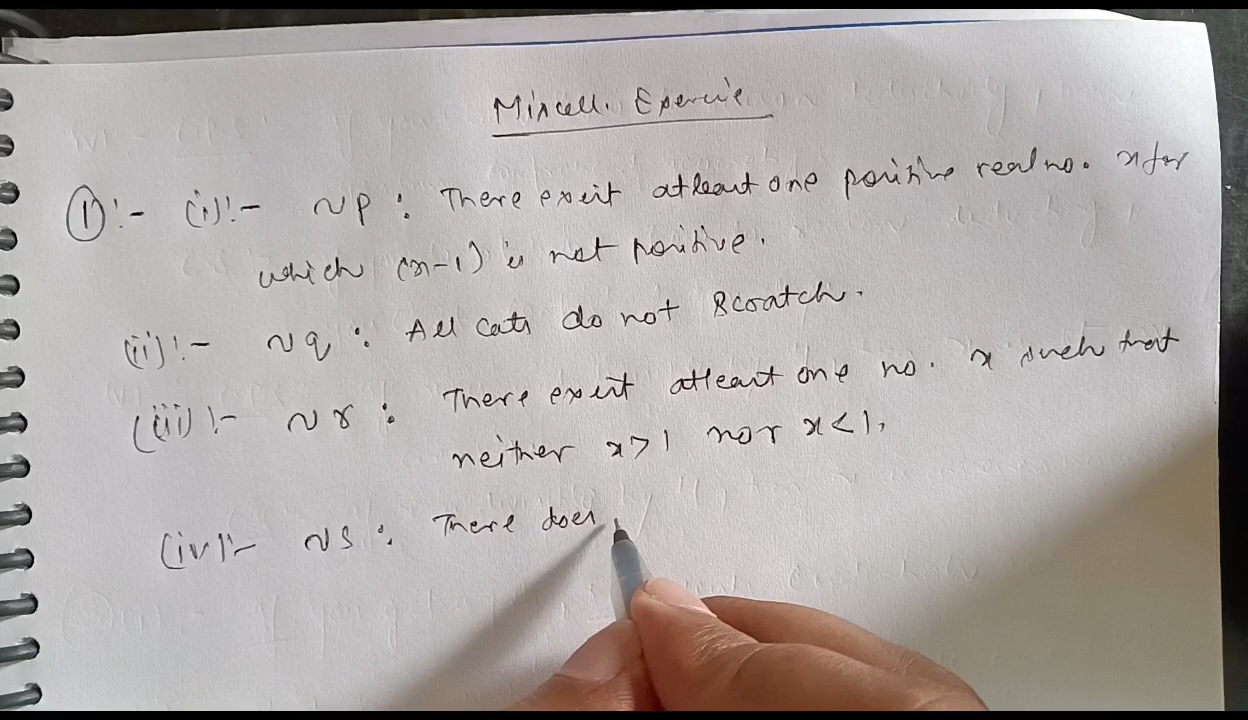 Miscell. Exercise
① :- (i) :- ~p : There exist atleast one positive real no. x for
which (x-1) is not positive.
(ii) :- ~q : All Cats do not Scratch.
(iii) :- ~r : There exist atleast one no. x such that
neither x>1 nor x<1.
(iv) :- ~s : There does